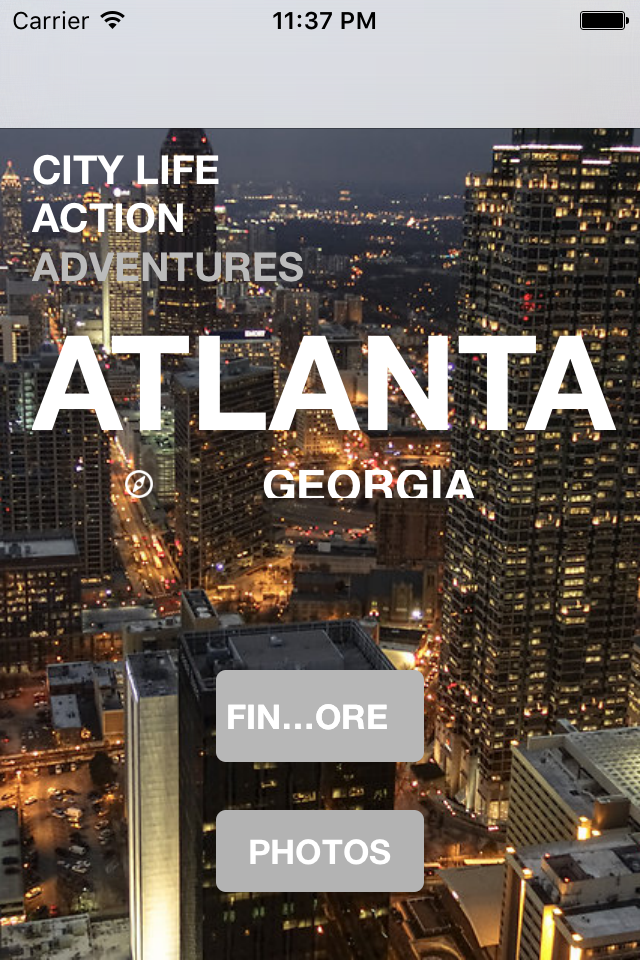 Carrier 11:37 PM
CITY LIFE
ACTION
ADVENTURES
ATLANTA
GEORGIA
FIN...ORE
PHOTOS